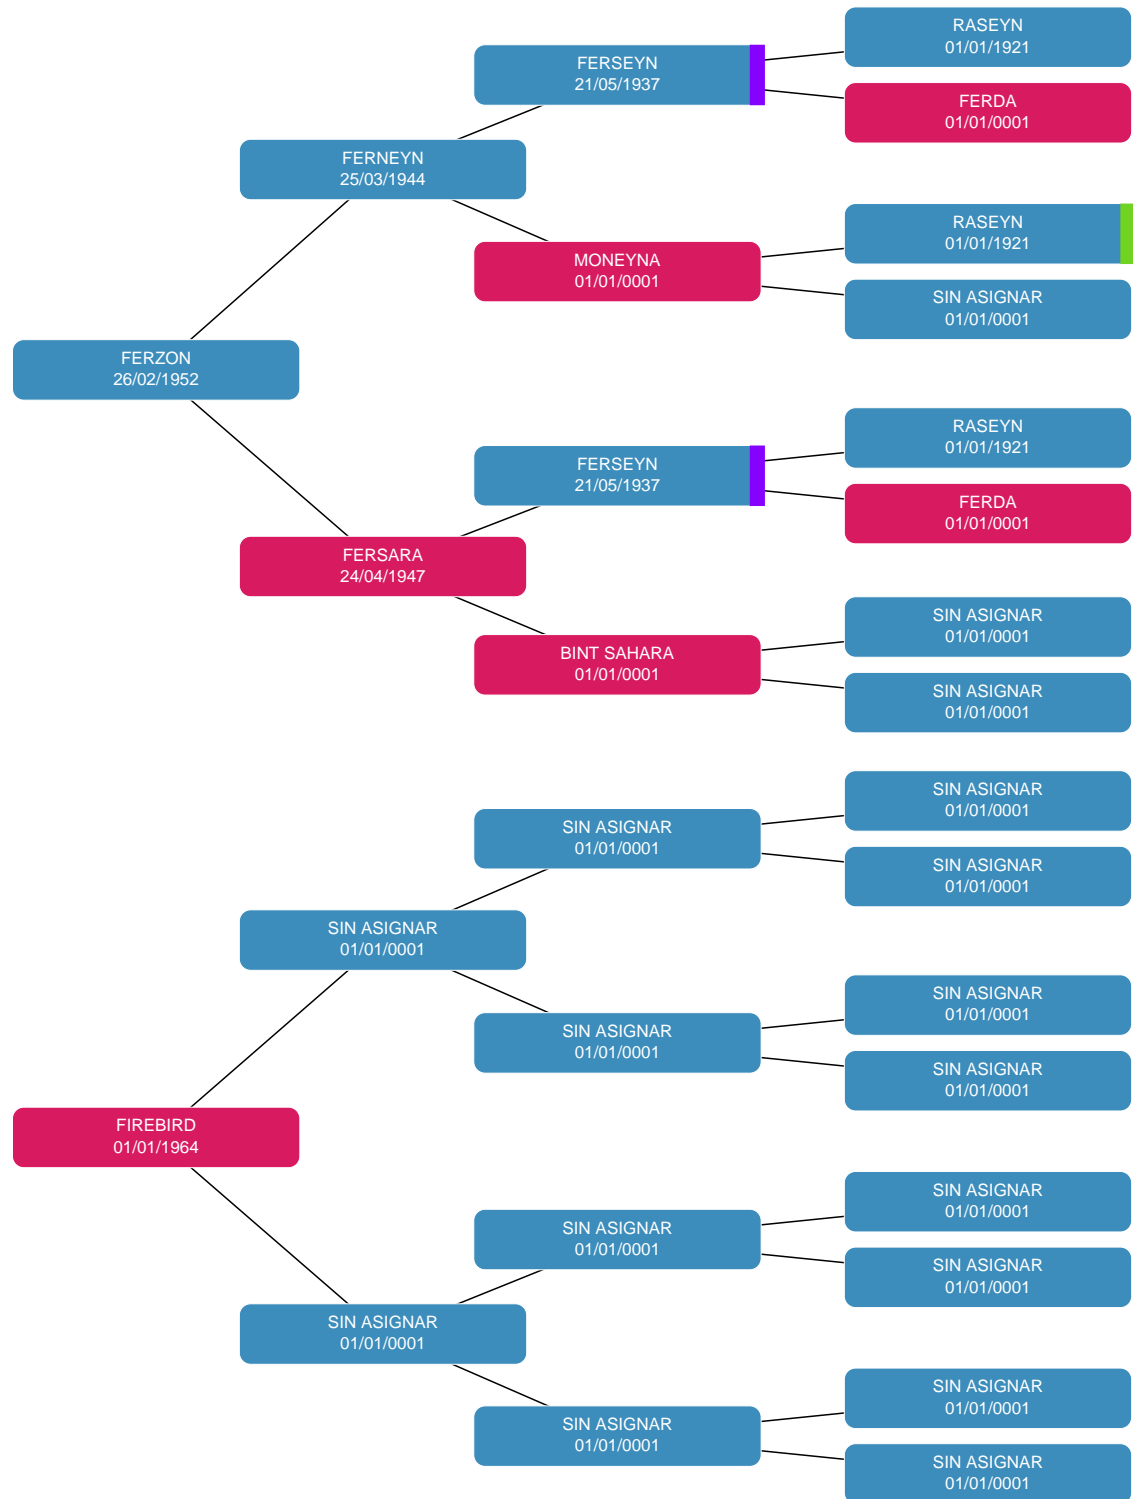 RASEYN
01/01/1921
FERSEYN
21/05/1937
FERDA
01/01/0001
FERNEYN
25/03/1944
RASEYN
01/01/1921
MONEYNA
01/01/0001
SIN ASIGNAR
01/01/0001
FERZON
26/02/1952
RASEYN
01/01/1921
FERSEYN
21/05/1937
FERDA
01/01/0001
FERSARA
24/04/1947
SIN ASIGNAR
01/01/0001
BINT SAHARA
01/01/0001
SIN ASIGNAR
01/01/0001
SIN ASIGNAR
01/01/0001
SIN ASIGNAR
01/01/0001
SIN ASIGNAR
01/01/0001
SIN ASIGNAR
01/01/0001
SIN ASIGNAR
01/01/0001
SIN ASIGNAR
01/01/0001
SIN ASIGNAR
01/01/0001
FIREBIRD
01/01/1964
SIN ASIGNAR
01/01/0001
SIN ASIGNAR
01/01/0001
SIN ASIGNAR
01/01/0001
SIN ASIGNAR
01/01/0001
SIN ASIGNAR
01/01/0001
SIN ASIGNAR
01/01/0001
SIN ASIGNAR
01/01/0001